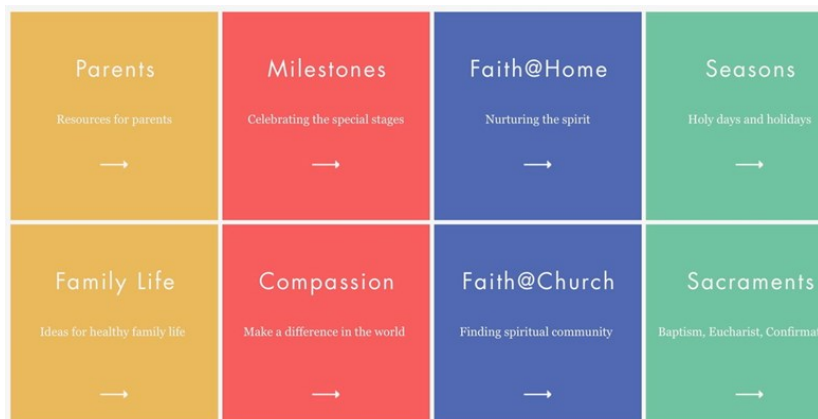 Parents
Resources for parents
Milestones
Celebrating the special stages
Faith@Home
Nurturing the spirit
Seasons
Holy days and holidays
Family Life
Ideas for healthy family life
Compassion
Make a difference in the world
Faith@Church
Finding spiritual community
Sacraments
Baptism, Eucharist,